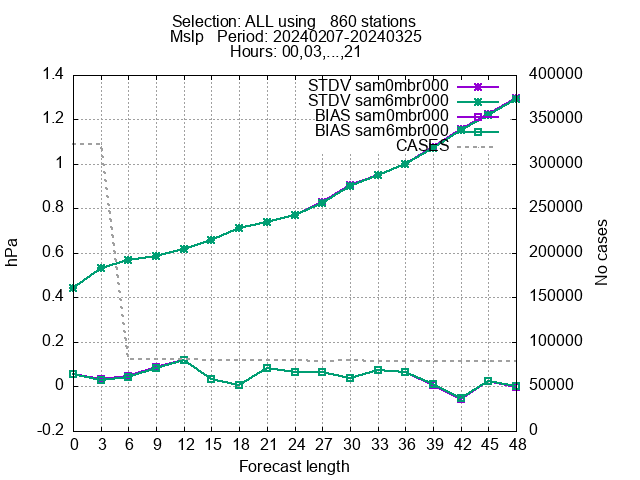 Selection: ALL using   860 stations
Mslp   Period: 20240207-20240325
Hours: 00,03,...,21
1.4 400000
STDV sam0mbr000
STDV sam6mbr000
BIAS sam0mbr000
BIAS sam6mbr000
CASES
1.2 350000
1 300000
0.8 250000
0.6 200000
0.4 150000
0.2 100000
0 50000
-0.2 0
hPa
No cases
0 3 6 9 12 15 18 21 24 27 30 33 36 39 42 45 48
Forecast length